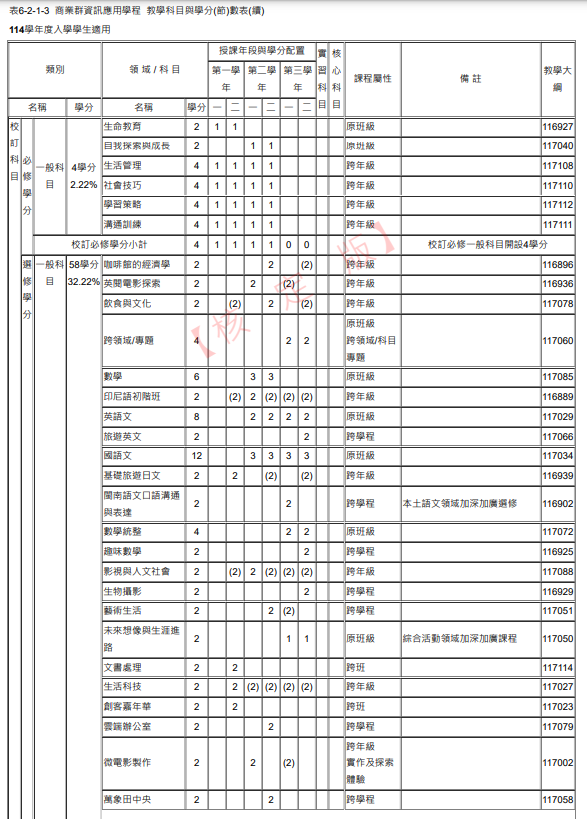 表6-2-1-3 商業群資訊應用學程 教學科目與學分(節)數表(續)
114學年度入學學生適用
類別 領域/科目 授課年段與學分配置 實習科目 核心科目 課程屬性 備註 教學大綱
第一學年 第二學年 第三學年
名稱 學分 名稱 學分 一 二 一 二 一 二
校訂科目 必修學分 一般科目 4學分 2.22%
生命教育 2 1 1 原班級 116927
自我探索與成長 2 1 1 原班級 117040
生活管理 4 1 1 1 1 跨年級 117108
社會技巧 4 1 1 1 1 跨年級 117110
學習策略 4 1 1 1 1 跨年級 117112
溝通訓練 4 1 1 1 1 跨年級 117111
校訂必修學分小計 4 1 1 1 1 0 0 校訂必修一般科目開設4學分
選修學分 一般科目 58學分 32.22%
咖啡館的經濟學 2 2 (2) 跨年級 116896
英閱電影探索 2 2 (2) 跨年級 116936
飲食與文化 2 (2) 2 (2) 跨年級 117078
跨領域/專題 4 2 2 原班級 跨領域/科目專題 117060
數學 6 3 3 原班級 117085
印尼語初階班 2 (2) 2 (2) (2) (2) 跨年級 116889
英語文 8 2 2 2 2 原班級 117029
旅遊英文 2 2 跨學程 117066
國語文 12 3 3 3 3 原班級 117034
基礎旅遊日文 2 2 (2) (2) 跨年級 116939
閩南語文口語溝通與表達 2 2 跨學程 本土語文領域加深加廣選修 116902
數學統整 4 2 2 原班級 117072
趣味數學 2 2 跨學程 116925
影視與人文社會 2 (2) 2 (2) (2) (2) 跨年級 117088
生物攝影 2 2 跨學程 116929
藝術生活 2 2 (2) 跨學程 117051
未來想像與生涯進路 2 1 1 原班級 綜合活動領域加深加廣課程 117050
文書處理 2 2 跨班 117114
生活科技 2 2 (2) (2) (2) (2) 跨年級 117027
創客嘉年華 2 2 跨班 117023
雲端辦公室 2 2 跨學程 117079
微電影製作 2 2 (2) 跨年級 實作及探索體驗 117002
萬象田中央 2 2 跨學程 117058
【核定版】